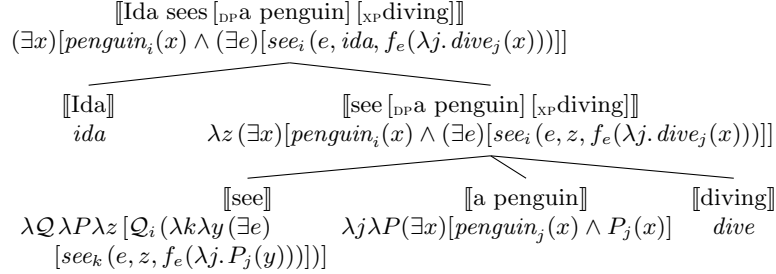 ⟦Ida sees [DP a penguin] [XP diving]⟧
(∃x)[penguin_i(x) ∧ (∃e)[see_i(e, ida, f_e(λj. dive_j(x)))]]
⟦Ida⟧ ⟦see [DP a penguin] [XP diving]⟧
ida λz (∃x)[penguin_i(x) ∧ (∃e)[see_i(e, z, f_e(λj. dive_j(x)))]]
⟦see⟧ ⟦a penguin⟧ ⟦diving⟧
λ𝒬 λP λz [𝒬_i (λkλy (∃e) λjλP(∃x)[penguin_j(x) ∧ P_j(x)] dive
[see_k (e, z, f_e(λj. P_j(y)))])]